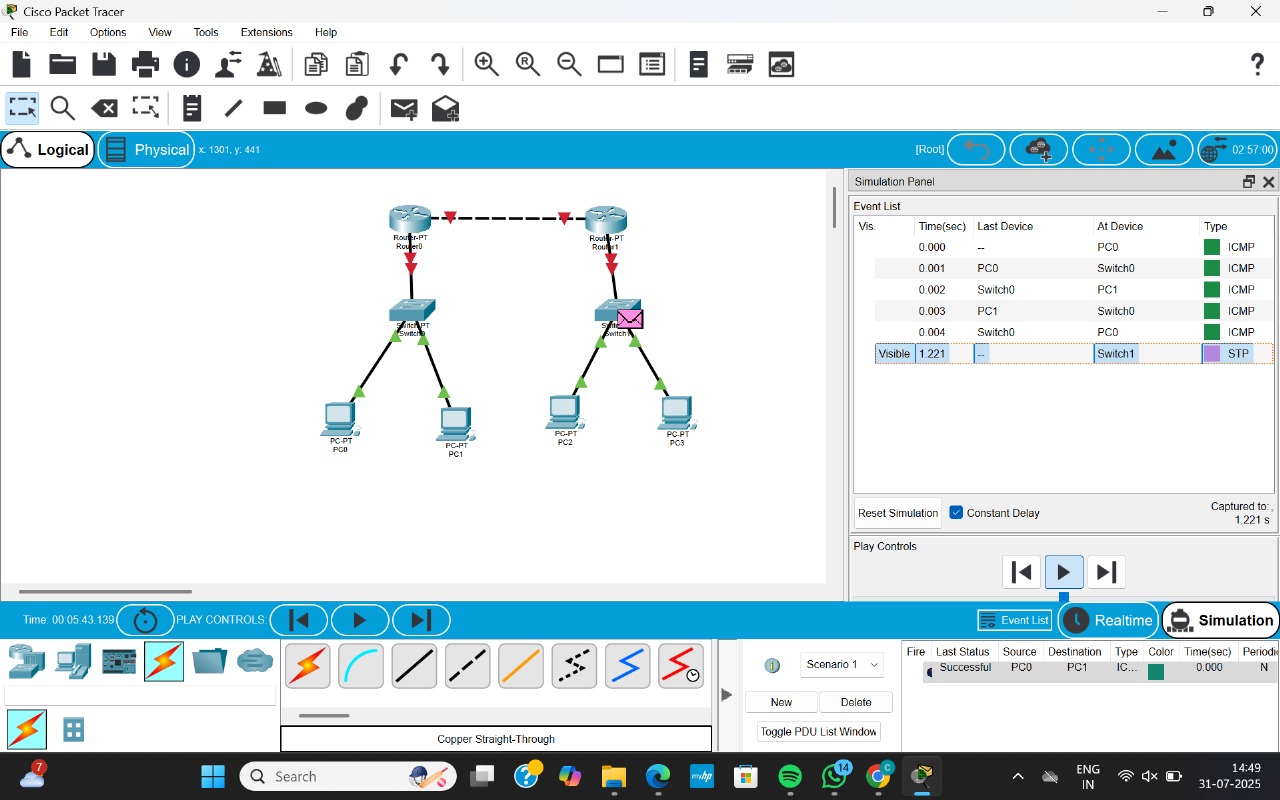 Cisco Packet Tracer
File Edit Options View Tools Extensions Help
Logical Physical x: 1301, y: 441 [Root] 02:57:00
Simulation Panel
Event List
Vis. Time(sec) Last Device At Device Type
0.000 -- PC0 ICMP
0.001 PC0 Switch0 ICMP
0.002 Switch0 PC1 ICMP
0.003 PC1 Switch0 ICMP
0.004 Switch0 PC0 ICMP
Visible 1.221 -- Switch1 STP
Router-PT
Router0
Router-PT
Router1
Switch-PT
Switch0
Switch1
PC-PT
PC0
PC-PT
PC1
PC-PT
PC2
PC-PT
PC3
Reset Simulation Constant Delay Captured to:
1.221 s
Play Controls
Time: 00:05:43.139 PLAY CONTROLS: Event List Realtime Simulation
Scenario 1
New Delete
Toggle PDU List Window
Fire Last Status Source Destination Type Color Time(sec) Periodic
Successful PC0 PC1 IC... 0.000 N
Copper Straight-Through
7
Search
myhp
14
C
ENG
IN
14:49
31-07-2025